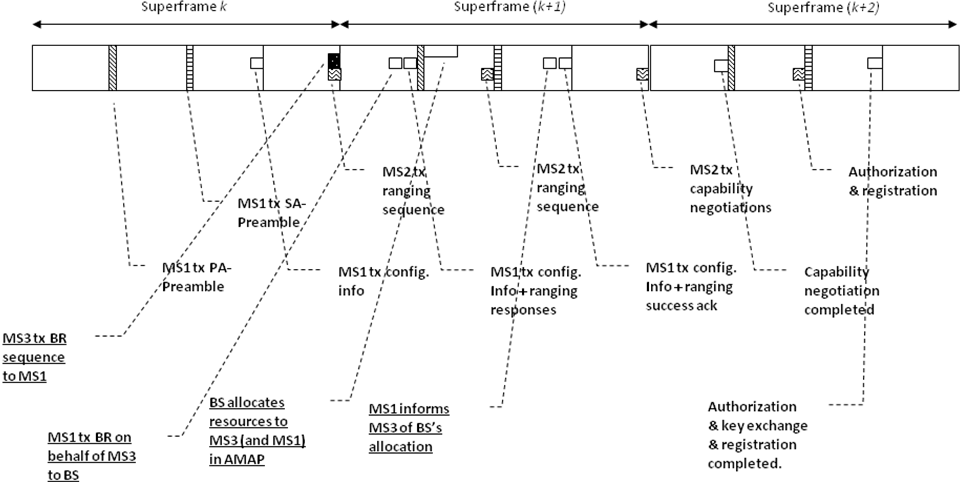 Superframe k
Superframe (k+1)
Superframe (k+2)
MS2 tx
ranging
sequence
MS2 tx
ranging
sequence
MS2 tx
capability
negotiations
Authorization
& registration
MS1 tx SA-
Preamble
MS1 tx PA-
Preamble
MS1 tx config.
info
MS1 tx config.
Info + ranging
responses
MS1 tx config.
Info + ranging
success ack
Capability
negotiation
completed
MS3 tx BR
sequence
to MS1
MS1 tx BR on
behalf of MS3
to BS
BS allocates
resources to
MS3 (and MS1)
in AMAP
MS1 informs
MS3 of BS's
allocation
Authorization
& key exchange
& registration
completed.